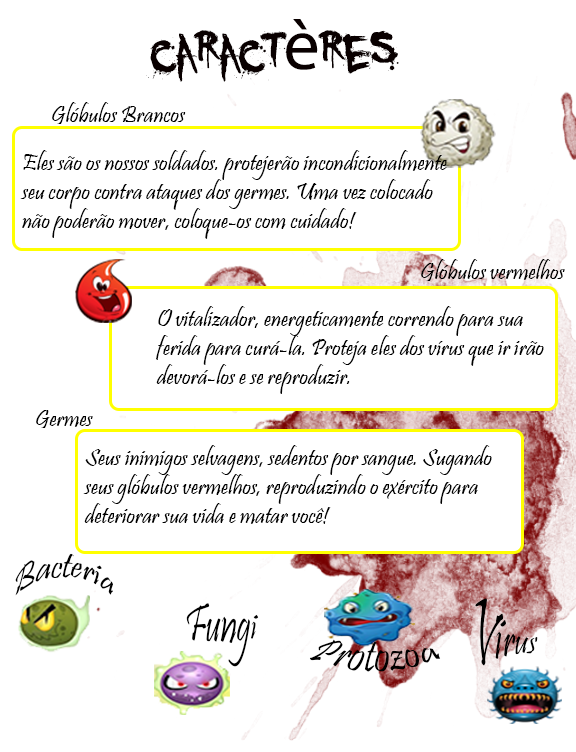 CARACTÈRES
Glóbulos Brancos
Eles são os nossos soldados. protejerão incondicionalmente
seu corpo contra ataques dos germes. Uma vez colocado
não poderão mover, coloque-os com cuidado!
Glóbulos vermelhos
O vitalizador, energeticamente correndo para sua
ferida para curá-la. Proteja eles dos vírus que ir irão
devorá-los e se reproduzir.
Germes
Seus inimigos selvagens, sedentos por sangue. Sugando
seus glóbulos vermelhos, reproduzindo o exército para
deteriorar sua vida e matar você!
Bacteria
Fungi
Protozoa
Virus